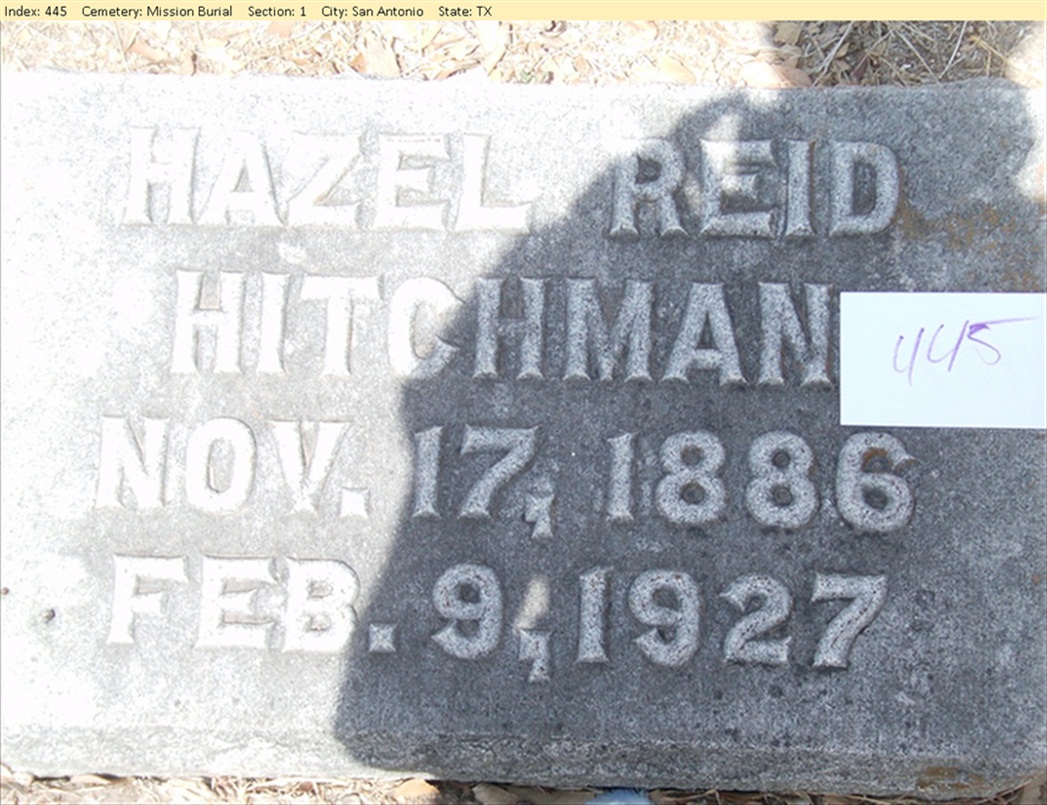 Index: 445 Cemetery: Mission Burial Section: 1 City: San Antonio State: TX
HAZEL REID
HITCHMAN
445
NOV. 17, 1886
FEB. 9, 1927